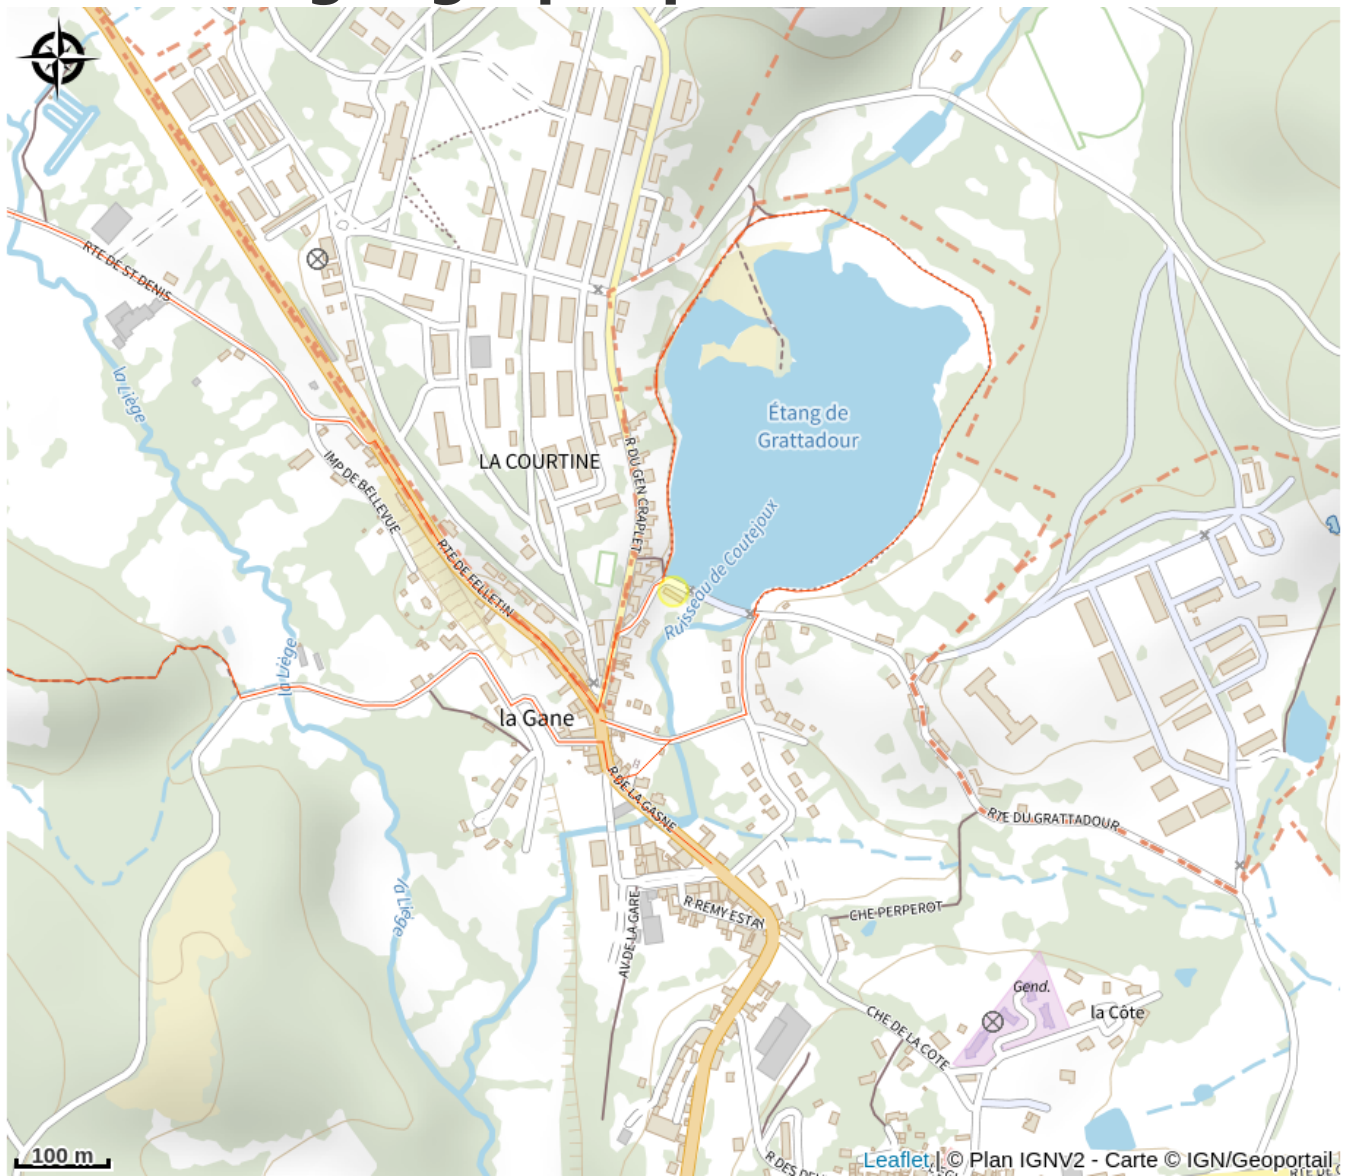 RTE DE ST DENIS
la Liège
Étang de
Grattadour
LA COURTINE
R DU GEN CRAPLET
IMP DE BELLEVUE
RTE DE FELLETIN
Ruisseau de Coutejoux
la Liège
la Gane
R DE LA GASNE
RTE DU GRATTADOUR
la Liège
AV DE LA GARE
R REMY ESTAY
CHE PERPEROT
Gend.
la Côte
CHE DE LA COTE
100 m
Leaflet | © Plan IGNV2 - Carte © IGN/Geoportail